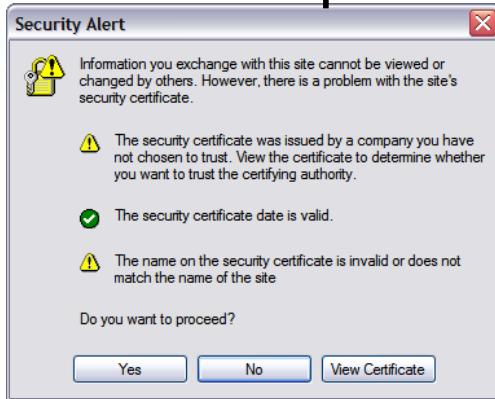 Security Alert
Information you exchange with this site cannot be viewed or
changed by others. However, there is a problem with the site's
security certificate.
The security certificate was issued by a company you have
not chosen to trust. View the certificate to determine whether
you want to trust the certifying authority.
The security certificate date is valid.
The name on the security certificate is invalid or does not
match the name of the site
Do you want to proceed?
Yes No View Certificate